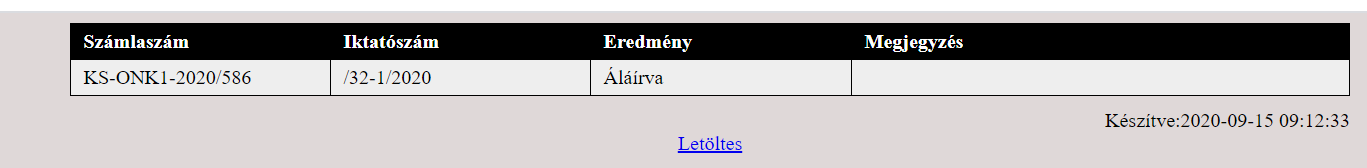 Számlaszám Iktatószám Eredmény Megjegyzés
KS-ONK1-2020/586 /32-1/2020 Aláírva
Készítve:2020-09-15 09:12:33
Letöltes